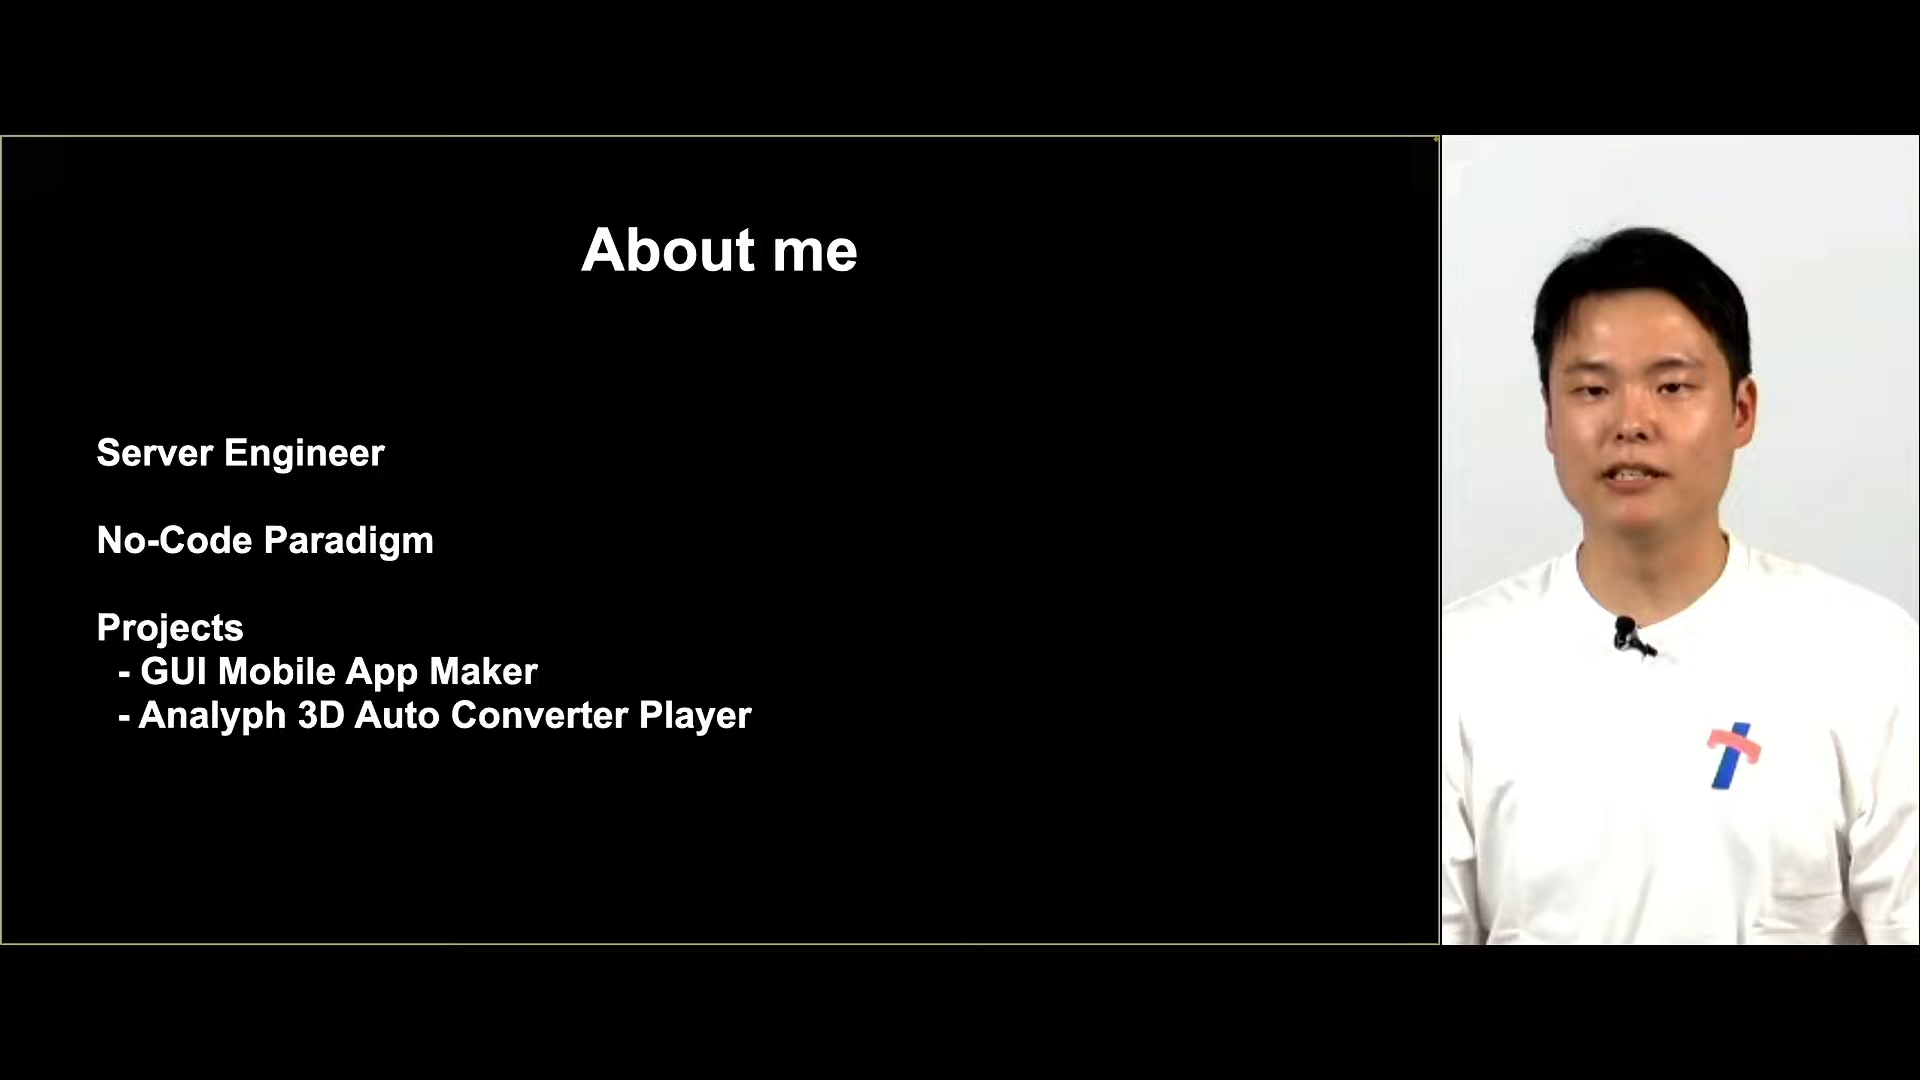 About me
Server Engineer
No-Code Paradigm
Projects
- GUI Mobile App Maker
- Analyph 3D Auto Converter Player